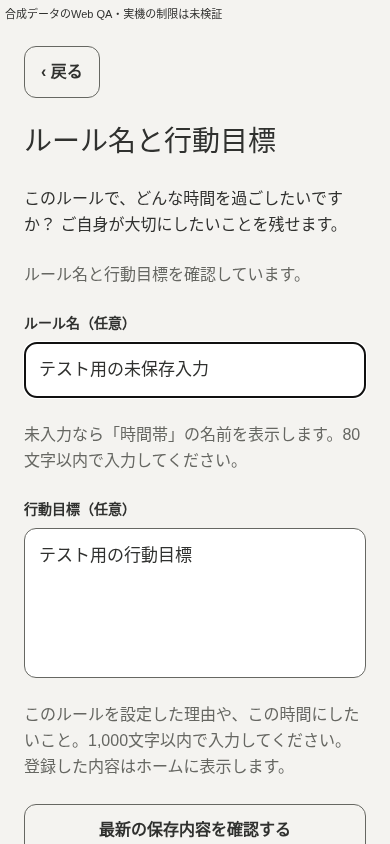 合成データのWeb QA・実機の制限は未検証
‹ 戻る
ルール名と行動目標
このルールで、どんな時間を過ごしたいです
か？ ご自身が大切にしたいことを残せます。
ルール名と行動目標を確認しています。
ルール名（任意）
テスト用の未保存入力
未入力なら「時間帯」の名前を表示します。80
文字以内で入力してください。
行動目標（任意）
テスト用の行動目標
このルールを設定した理由や、この時間にした
いこと。1,000文字以内で入力してください。
登録した内容はホームに表示します。
最新の保存内容を確認する